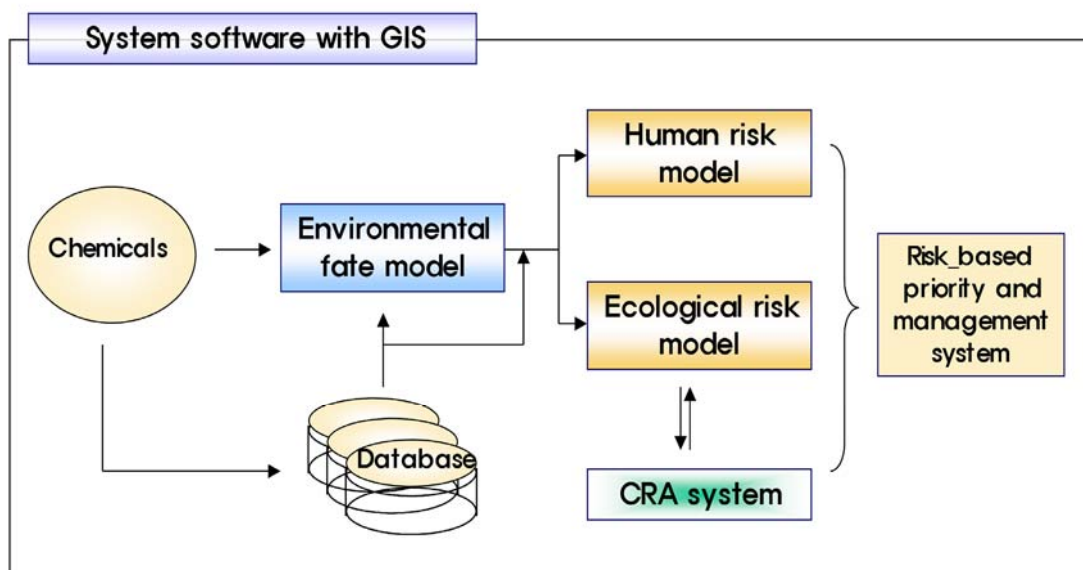 System software with GIS
Chemicals
Environmental
fate model
Database
Human risk
model
Ecological risk
model
CRA system
Risk_based
priority and
management
system